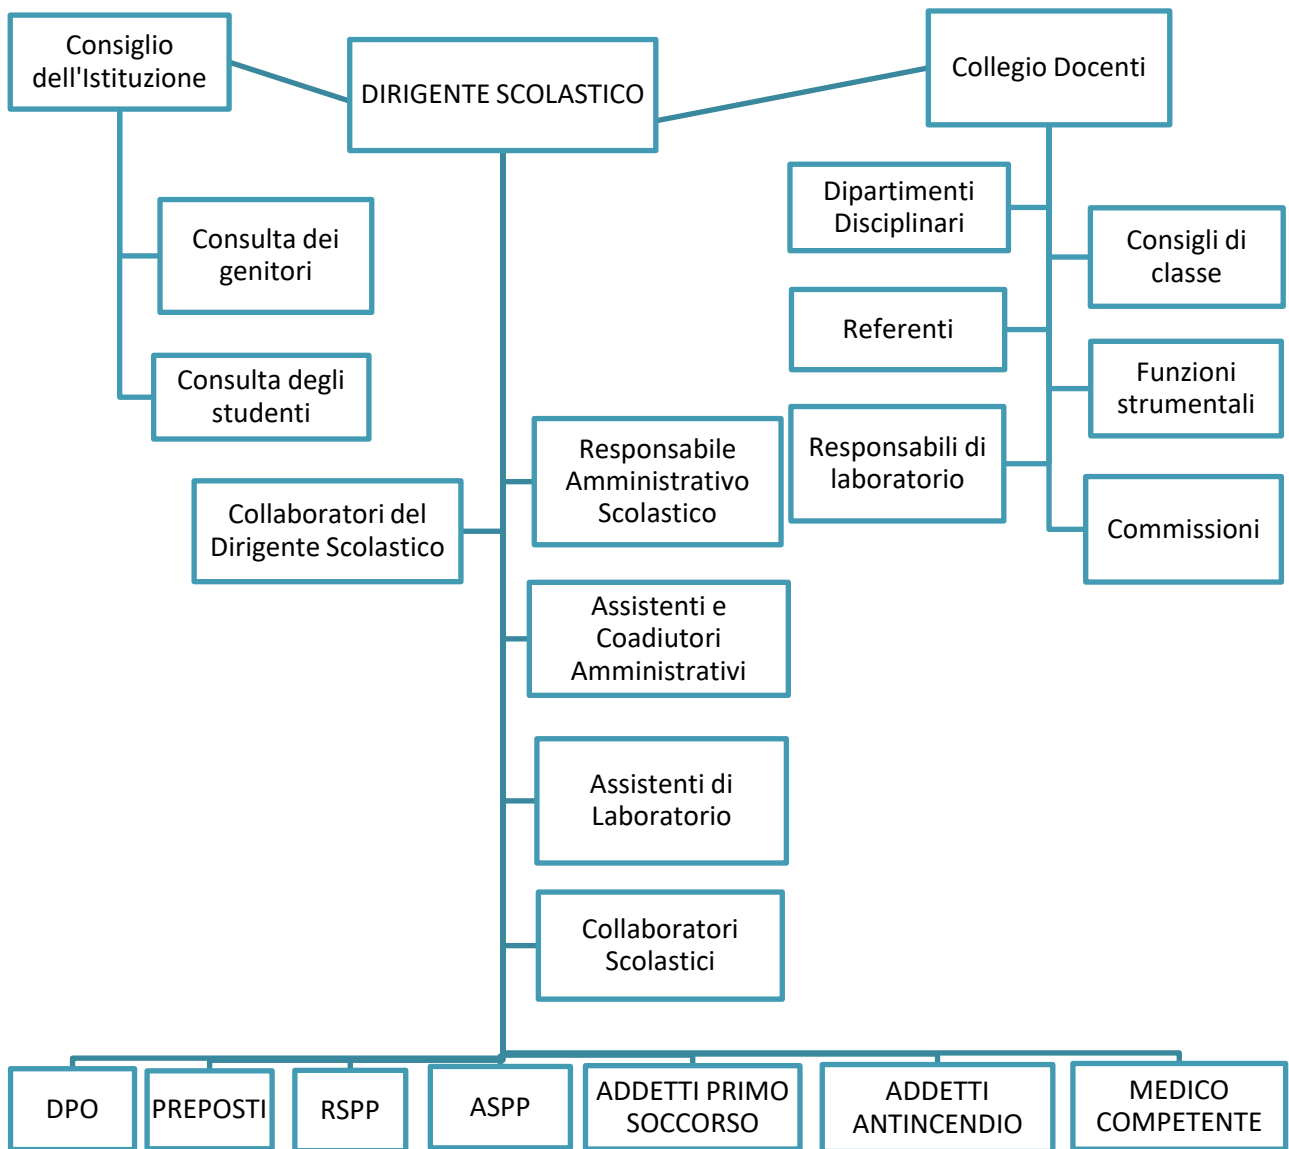 Consiglio
dell'Istituzione
DIRIGENTE SCOLASTICO
Collegio Docenti
Consulta dei
genitori
Consulta degli
studenti
Dipartimenti
Disciplinari
Consigli di
classe
Referenti
Funzioni
strumentali
Responsabili di
laboratorio
Commissioni
Responsabile
Amministrativo
Scolastico
Collaboratori del
Dirigente Scolastico
Assistenti e
Coadiutori
Amministrativi
Assistenti di
Laboratorio
Collaboratori
Scolastici
DPO
PREPOSTI
RSPP
ASPP
ADDETTI PRIMO
SOCCORSO
ADDETTI
ANTINCENDIO
MEDICO
COMPETENTE